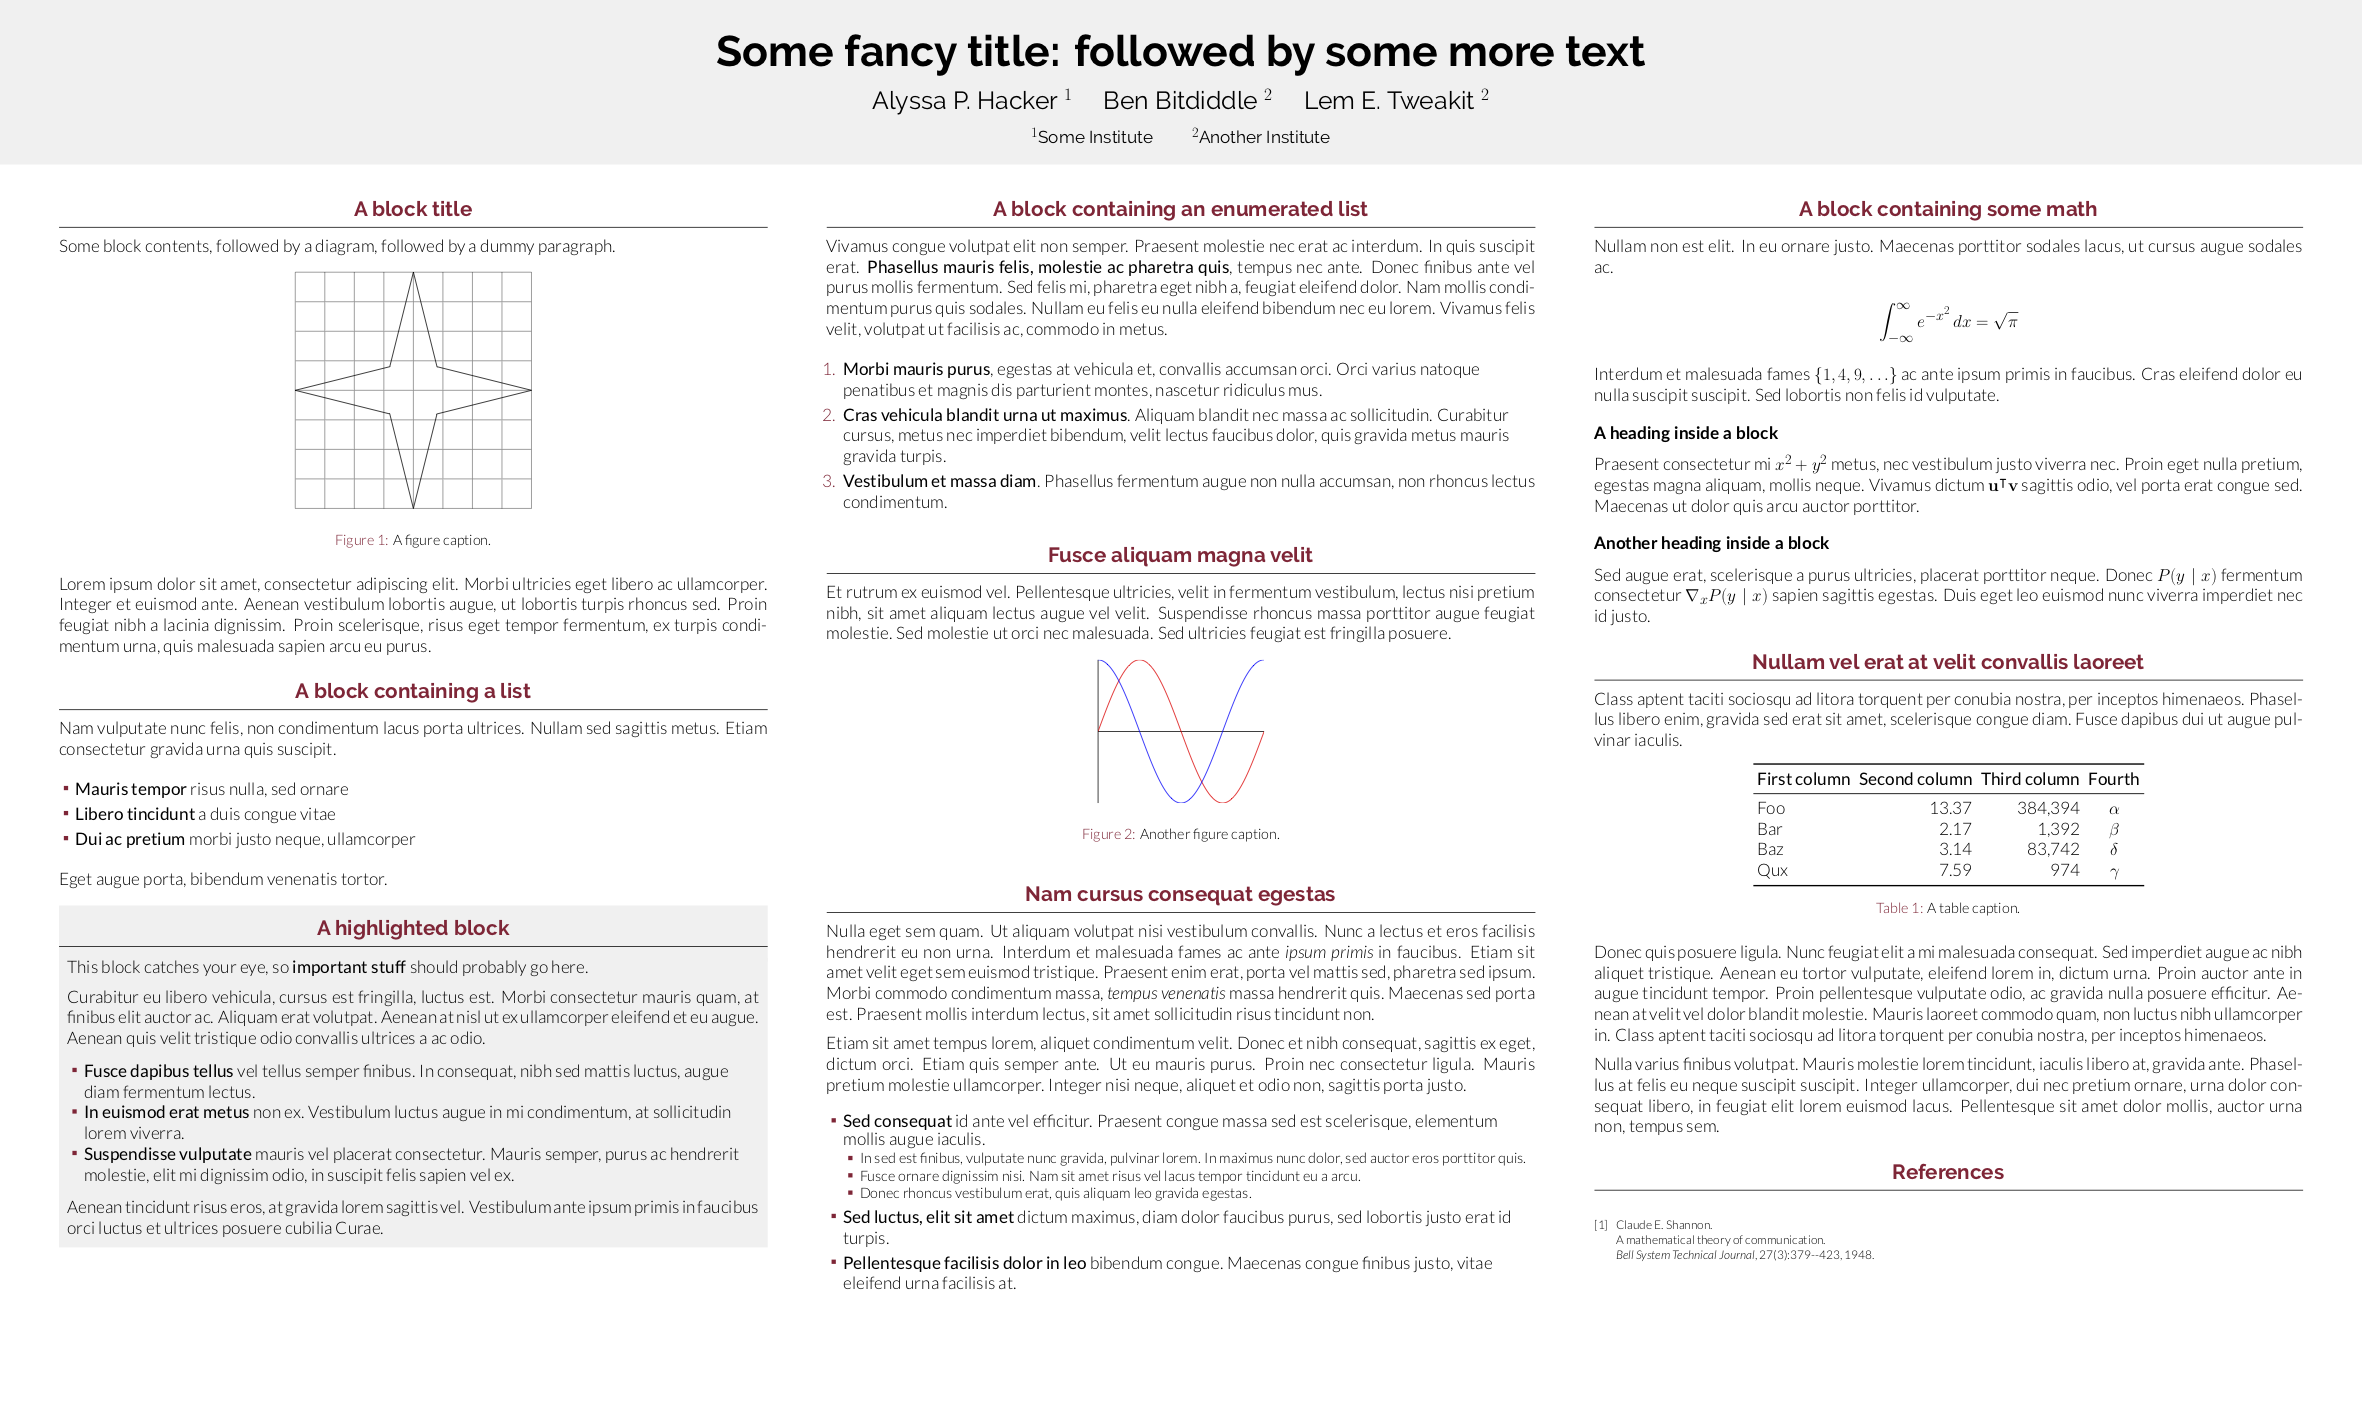 Some fancy title: followed by some more text
Alyssa P. Hacker ¹ Ben Bitdiddle ² Lem E. Tweakit ²
¹Some Institute ²Another Institute
A block title
Some block contents, followed by a diagram, followed by a dummy paragraph.
Figure 1: A figure caption.
Lorem ipsum dolor sit amet, consectetur adipiscing elit. Morbi ultricies eget libero ac ullamcorper.
Integer et euismod ante. Aenean vestibulum lobortis augue, ut lobortis turpis rhoncus sed. Proin
feugiat nibh a lacinia dignissim. Proin scelerisque, risus eget tempor fermentum, ex turpis condi-
mentum urna, quis malesuada sapien arcu eu purus.
A block containing a list
Nam vulputate nunc felis, non condimentum lacus porta ultrices. Nullam sed sagittis metus. Etiam
consectetur gravida urna quis suscipit.
▪ Mauris tempor risus nulla, sed ornare
▪ Libero tincidunt a duis congue vitae
▪ Dui ac pretium morbi justo neque, ullamcorper
Eget augue porta, bibendum venenatis tortor.
A highlighted block
This block catches your eye, so important stuff should probably go here.
Curabitur eu libero vehicula, cursus est fringilla, luctus est. Morbi consectetur mauris quam, at
finibus elit auctor ac. Aliquam erat volutpat. Aenean at nisl ut ex ullamcorper eleifend et eu augue.
Aenean quis velit tristique odio convallis ultrices a ac odio.
▪ Fusce dapibus tellus vel tellus semper finibus. In consequat, nibh sed mattis luctus, augue
diam fermentum lectus.
▪ In euismod erat metus non ex. Vestibulum luctus augue in mi condimentum, at sollicitudin
lorem viverra.
▪ Suspendisse vulputate mauris vel placerat consectetur. Mauris semper, purus ac hendrerit
molestie, elit mi dignissim odio, in suscipit felis sapien vel ex.
Aenean tincidunt risus eros, at gravida lorem sagittis vel. Vestibulum ante ipsum primis in faucibus
orci luctus et ultrices posuere cubilia Curae.
A block containing an enumerated list
Vivamus congue volutpat elit non semper. Praesent molestie nec erat ac interdum. In quis suscipit
erat. Phasellus mauris felis, molestie ac pharetra quis, tempus nec ante. Donec finibus ante vel
purus mollis fermentum. Sed felis mi, pharetra eget nibh a, feugiat eleifend dolor. Nam mollis condi-
mentum purus quis sodales. Nullam eu felis eu nulla eleifend bibendum nec eu lorem. Vivamus felis
velit, volutpat ut facilisis ac, commodo in metus.
1. Morbi mauris purus, egestas at vehicula et, convallis accumsan orci. Orci varius natoque
penatibus et magnis dis parturient montes, nascetur ridiculus mus.
2. Cras vehicula blandit urna ut maximus. Aliquam blandit nec massa ac sollicitudin. Curabitur
cursus, metus nec imperdiet bibendum, velit lectus faucibus dolor, quis gravida metus mauris
gravida turpis.
3. Vestibulum et massa diam. Phasellus fermentum augue non nulla accumsan, non rhoncus lectus
condimentum.
Fusce aliquam magna velit
Et rutrum ex euismod vel. Pellentesque ultricies, velit in fermentum vestibulum, lectus nisi pretium
nibh, sit amet aliquam lectus augue vel velit. Suspendisse rhoncus massa porttitor augue feugiat
molestie. Sed molestie ut orci nec malesuada. Sed ultricies feugiat est fringilla posuere.
Figure 2: Another figure caption.
Nam cursus consequat egestas
Nulla eget sem quam. Ut aliquam volutpat nisi vestibulum convallis. Nunc a lectus et eros facilisis
hendrerit eu non urna. Interdum et malesuada fames ac ante ipsum primis in faucibus. Etiam sit
amet velit eget sem euismod tristique. Praesent enim erat, porta vel mattis sed, pharetra sed ipsum.
Morbi commodo condimentum massa, tempus venenatis massa hendrerit quis. Maecenas sed porta
est. Praesent mollis interdum lectus, sit amet sollicitudin risus tincidunt non.
Etiam sit amet tempus lorem, aliquet condimentum velit. Donec et nibh consequat, sagittis ex eget,
dictum orci. Etiam quis semper ante. Ut eu mauris purus. Proin nec consectetur ligula. Mauris
pretium molestie ullamcorper. Integer nisi neque, aliquet et odio non, sagittis porta justo.
▪ Sed consequat id ante vel efficitur. Praesent congue massa sed est scelerisque, elementum
mollis augue iaculis.
▪ In sed est finibus, vulputate nunc gravida, pulvinar lorem. In maximus nunc dolor, sed auctor eros porttitor quis.
▪ Fusce ornare dignissim nisi. Nam sit amet risus vel lacus tempor tincidunt eu a arcu.
▪ Donec rhoncus vestibulum erat, quis aliquam leo gravida egestas.
▪ Sed luctus, elit sit amet dictum maximus, diam dolor faucibus purus, sed lobortis justo erat id
turpis.
▪ Pellentesque facilisis dolor in leo bibendum congue. Maecenas congue finibus justo, vitae
eleifend urna facilisis at.
A block containing some math
Nullam non est elit. In eu ornare justo. Maecenas porttitor sodales lacus, ut cursus augue sodales
ac.
∫_{-∞}^{∞} e^{-x²} dx = √π
Interdum et malesuada fames {1, 4, 9, …} ac ante ipsum primis in faucibus. Cras eleifend dolor eu
nulla suscipit suscipit. Sed lobortis non felis id vulputate.
A heading inside a block
Praesent consectetur mi x² + y² metus, nec vestibulum justo viverra nec. Proin eget nulla pretium,
egestas magna aliquam, mollis neque. Vivamus dictum u^⊺v sagittis odio, vel porta erat congue sed.
Maecenas ut dolor quis arcu auctor porttitor.
Another heading inside a block
Sed augue erat, scelerisque a purus ultricies, placerat porttitor neque. Donec P(y | x) fermentum
consectetur ∇ₓP(y | x) sapien sagittis egestas. Duis eget leo euismod nunc viverra imperdiet nec
id justo.
Nullam vel erat at velit convallis laoreet
Class aptent taciti sociosqu ad litora torquent per conubia nostra, per inceptos himenaeos. Phasel-
lus libero enim, gravida sed erat sit amet, scelerisque congue diam. Fusce dapibus dui ut augue pul-
vinar iaculis.
First column Second column Third column Fourth
Foo 13.37 384,394 α
Bar 2.17 1,392 β
Baz 3.14 83,742 δ
Qux 7.59 974 γ
Table 1: A table caption.
Donec quis posuere ligula. Nunc feugiat elit a mi malesuada consequat. Sed imperdiet augue ac nibh
aliquet tristique. Aenean eu tortor vulputate, eleifend lorem in, dictum urna. Proin auctor ante in
augue tincidunt tempor. Proin pellentesque vulputate odio, ac gravida nulla posuere efficitur. Ae-
nean at velit vel dolor blandit molestie. Mauris laoreet commodo quam, non luctus nibh ullamcorper
in. Class aptent taciti sociosqu ad litora torquent per conubia nostra, per inceptos himenaeos.
Nulla varius finibus volutpat. Mauris molestie lorem tincidunt, iaculis libero at, gravida ante. Phasel-
lus at felis eu neque suscipit suscipit. Integer ullamcorper, dui nec pretium ornare, urna dolor con-
sequat libero, in feugiat elit lorem euismod lacus. Pellentesque sit amet dolor mollis, auctor urna
non, tempus sem.
References
[1] Claude E. Shannon.
A mathematical theory of communication.
Bell System Technical Journal, 27(3):379--423, 1948.